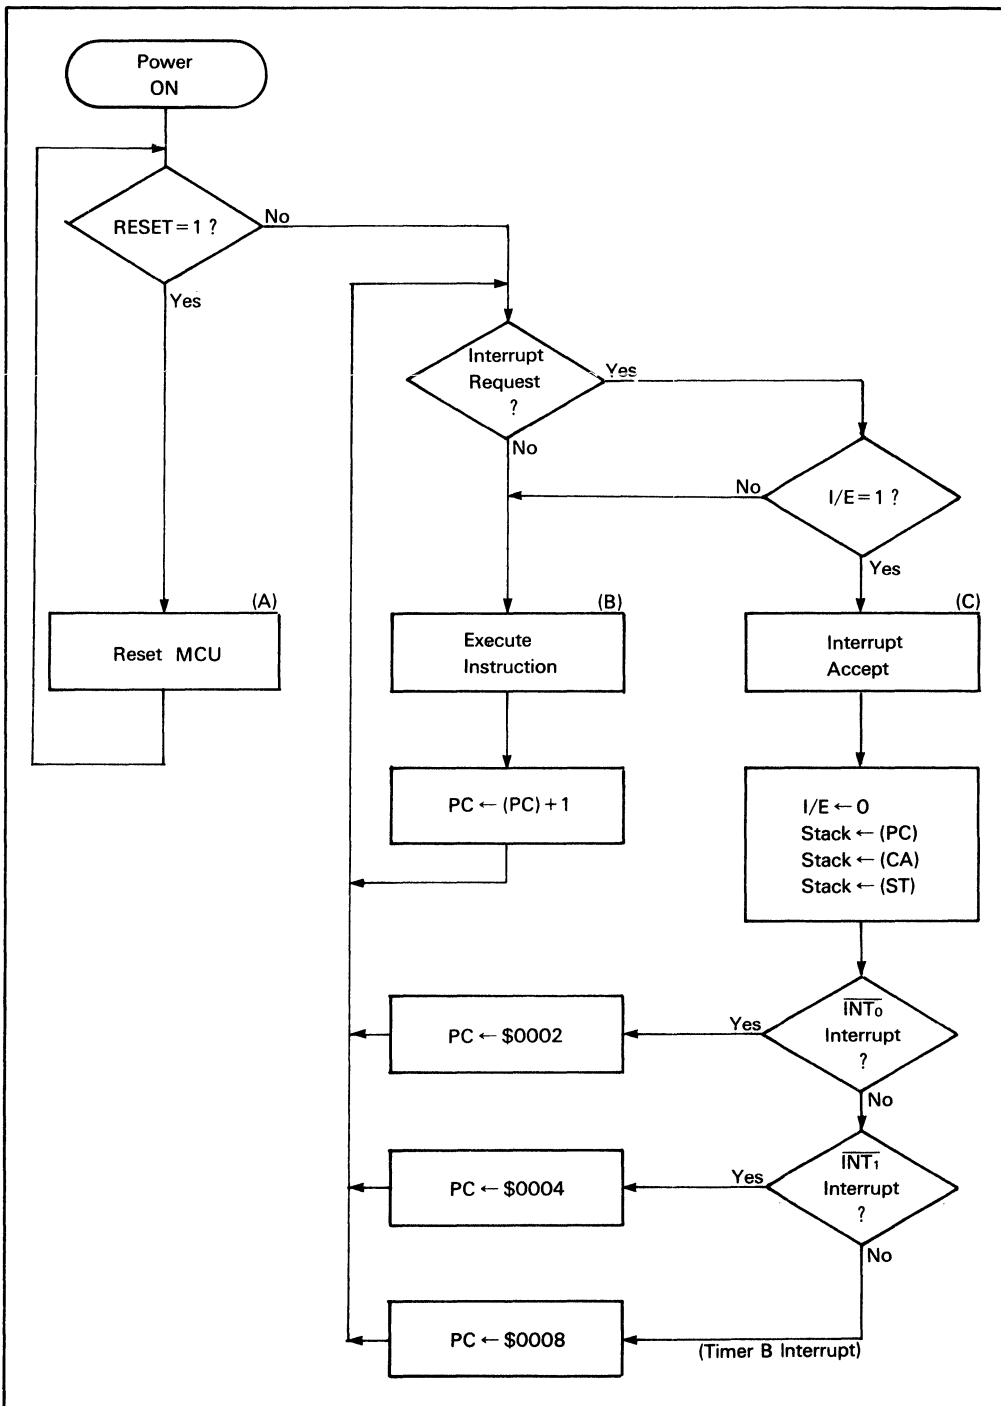 Power
ON
RESET = 1 ?
No
Yes
Interrupt
Request
?
Yes
No
I/E = 1 ?
No
Yes
(A)
Reset MCU
(B)
Execute
Instruction
(C)
Interrupt
Accept
PC ← (PC) + 1
I/E ← 0
Stack ← (PC)
Stack ← (CA)
Stack ← (ST)
INT₀
Interrupt
?
Yes
No
PC ← $0002
INT₁
Interrupt
?
Yes
No
PC ← $0004
PC ← $0008
(Timer B Interrupt)